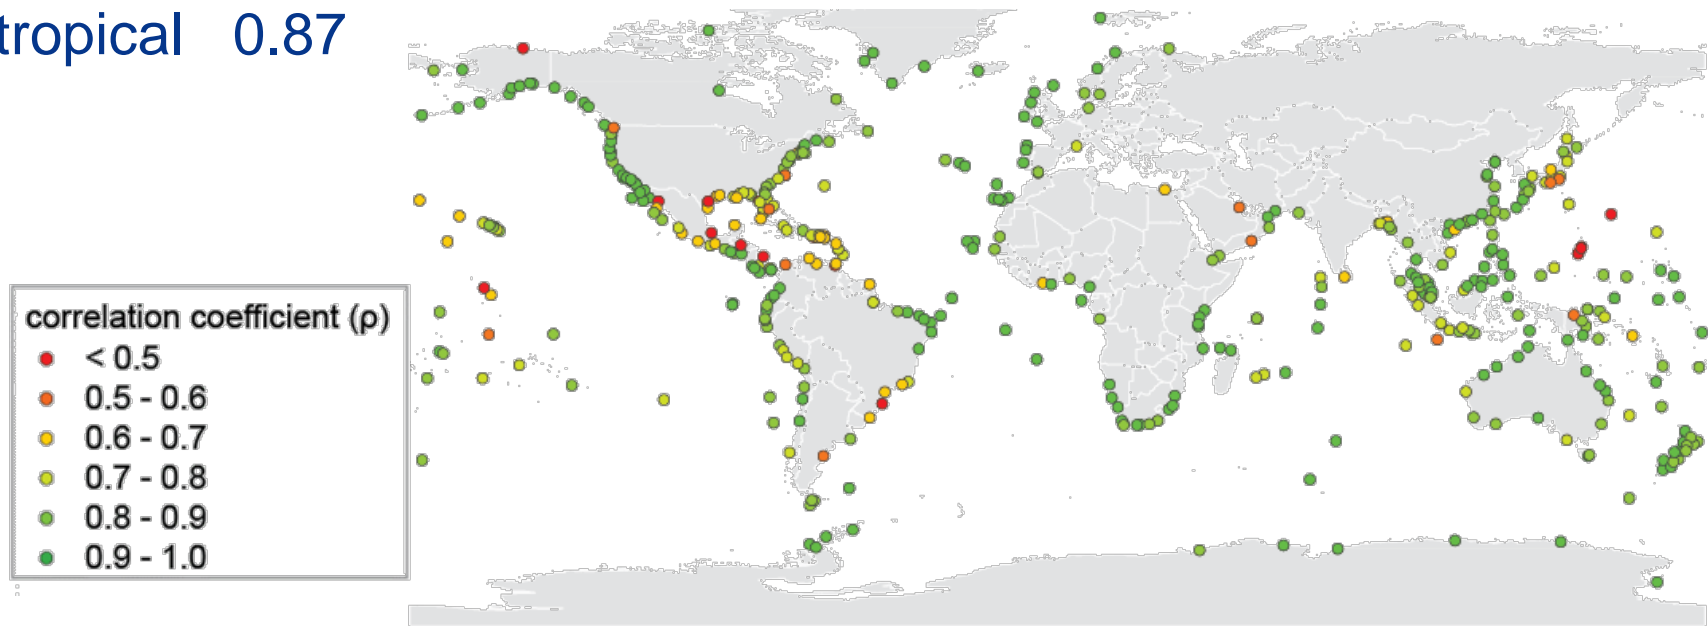 tropical 0.87
correlation coefficient (ρ)
< 0.5
0.5 - 0.6
0.6 - 0.7
0.7 - 0.8
0.8 - 0.9
0.9 - 1.0